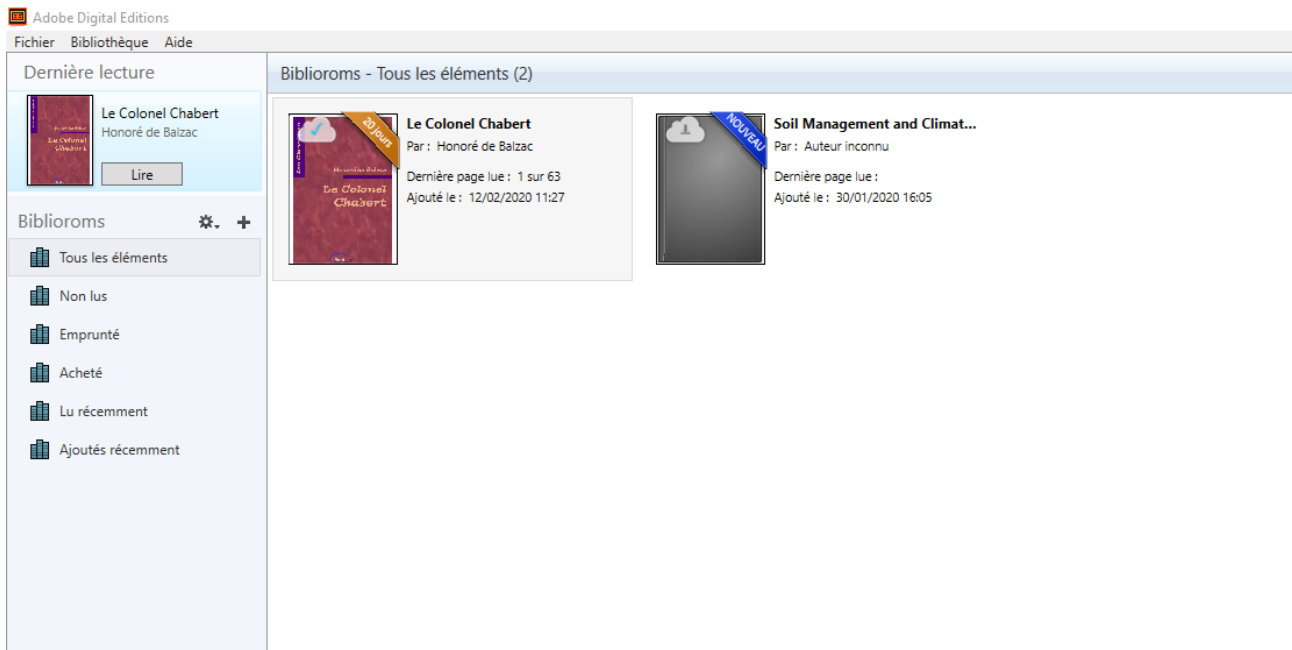 Adobe Digital Editions
Fichier Bibliothèque Aide
Dernière lecture
Le Colonel Chabert
Honoré de Balzac
Lire
Biblioroms
Tous les éléments
Non lus
Emprunté
Acheté
Lu récemment
Ajoutés récemment
Biblioroms - Tous les éléments (2)
20 jours
Le Colonel
Chabert
Le Colonel Chabert
Par : Honoré de Balzac
Dernière page lue : 1 sur 63
Ajouté le : 12/02/2020 11:27
NOUVEAU
Soil Management and Climat...
Par : Auteur inconnu
Dernière page lue :
Ajouté le : 30/01/2020 16:05